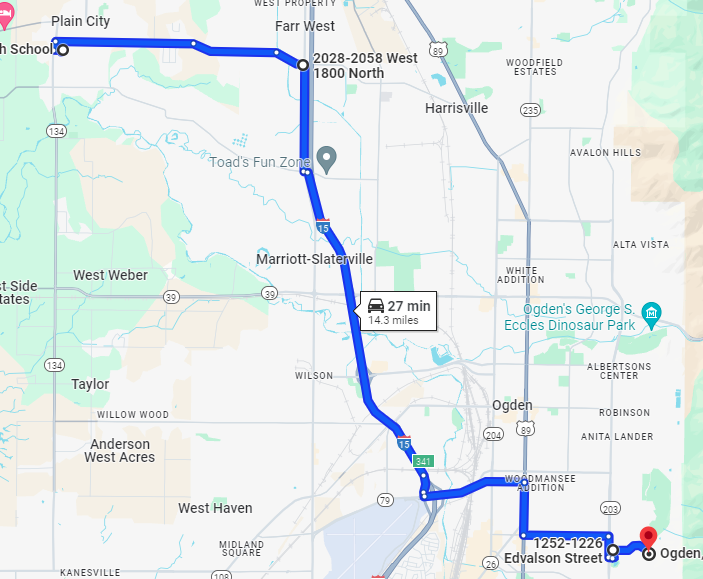 WEST PROPERTY
Plain City
Farr West
h School
2028-2058 West
1800 North
89
WOODFIELD
ESTATES
Harrisville
235
134
Toad's Fun Zone
AVALON HILLS
15
ALTA VISTA
Marriott-Slaterville
West Weber
st Side
tates
WHITE
ADDITION
39
39
27 min
14.3 miles
Ogden's George S.
Eccles Dinosaur Park
134
WILSON
ALBERTSONS
CENTER
Taylor
Ogden
ROBINSON
WILLOW WOOD
89
204
ANITA LANDER
Anderson
West Acres
15
341
WOODMANSEE
ADDITION
79
West Haven
203
MIDLAND
SQUARE
1252-1226
Edvalson Street
Ogden,
26
KANESVILLE
108